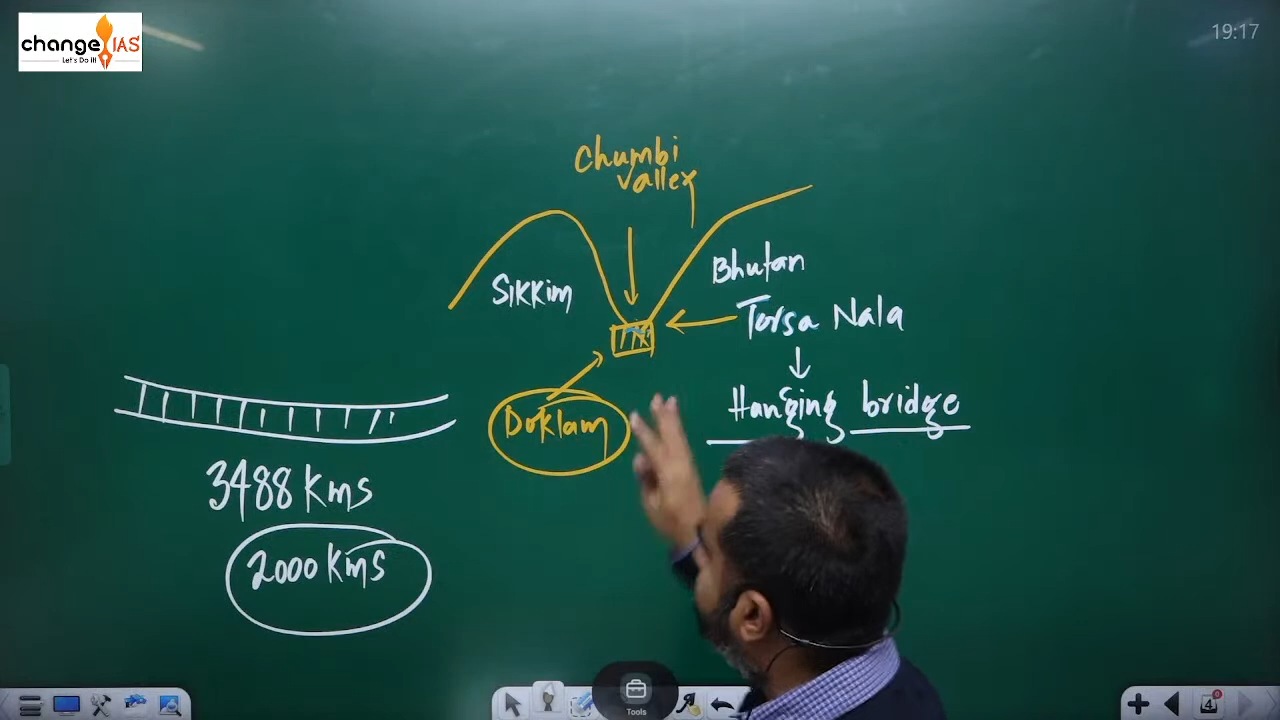 change IAS
Let's Do it!
19:17
Chumbi
valley
Sikkim
Bhutan
Torsa Nala
Hanging bridge
Doklam
3488 Kms
2000 Kms
Tools
4